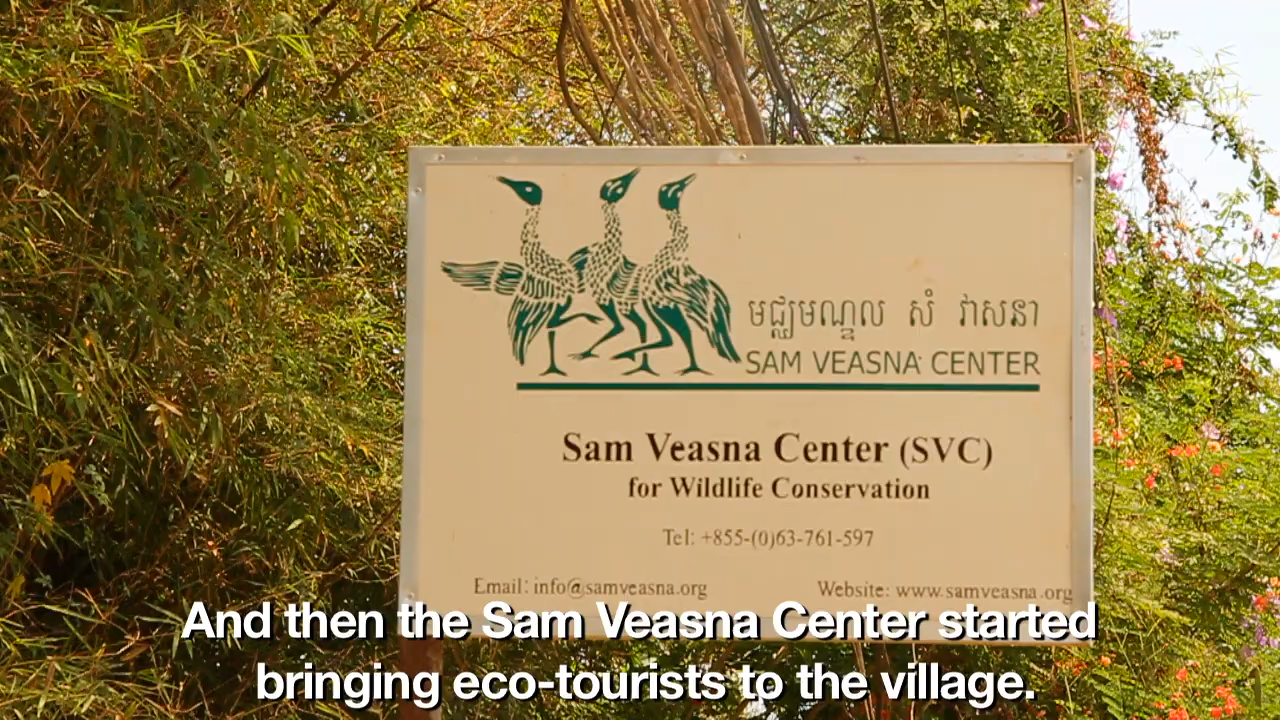 មជ្ឈមណ្ឌល សំ វាសនា
SAM VEASNA CENTER
Sam Veasna Center (SVC)
for Wildlife Conservation
Tel: +855-(0)63-761-597
Email: info@samveasna.org Website: www.samveasna.org
And then the Sam Veasna Center started
bringing eco-tourists to the village.